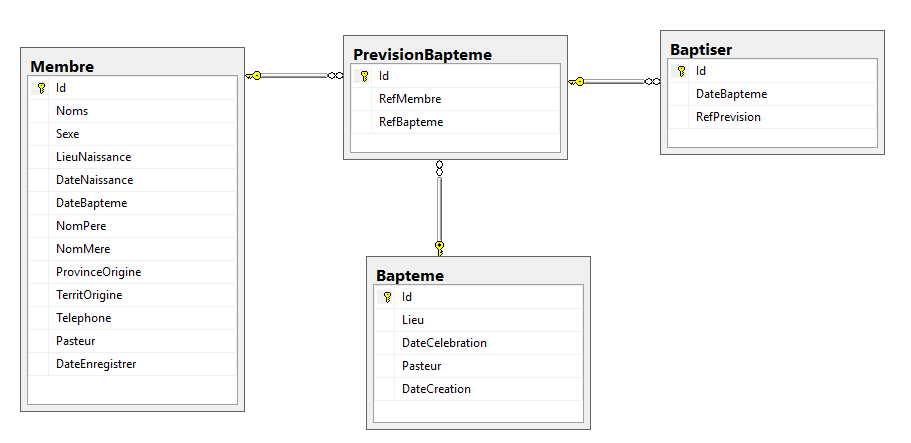 Membre
Id
Noms
Sexe
LieuNaissance
DateNaissance
DateBapteme
NomPere
NomMere
ProvinceOrigine
TerritOrigine
Telephone
Pasteur
DateEnregistrer
PrevisionBapteme
Id
RefMembre
RefBapteme
Baptiser
Id
DateBapteme
RefPrevision
Bapteme
Id
Lieu
DateCelebration
Pasteur
DateCreation